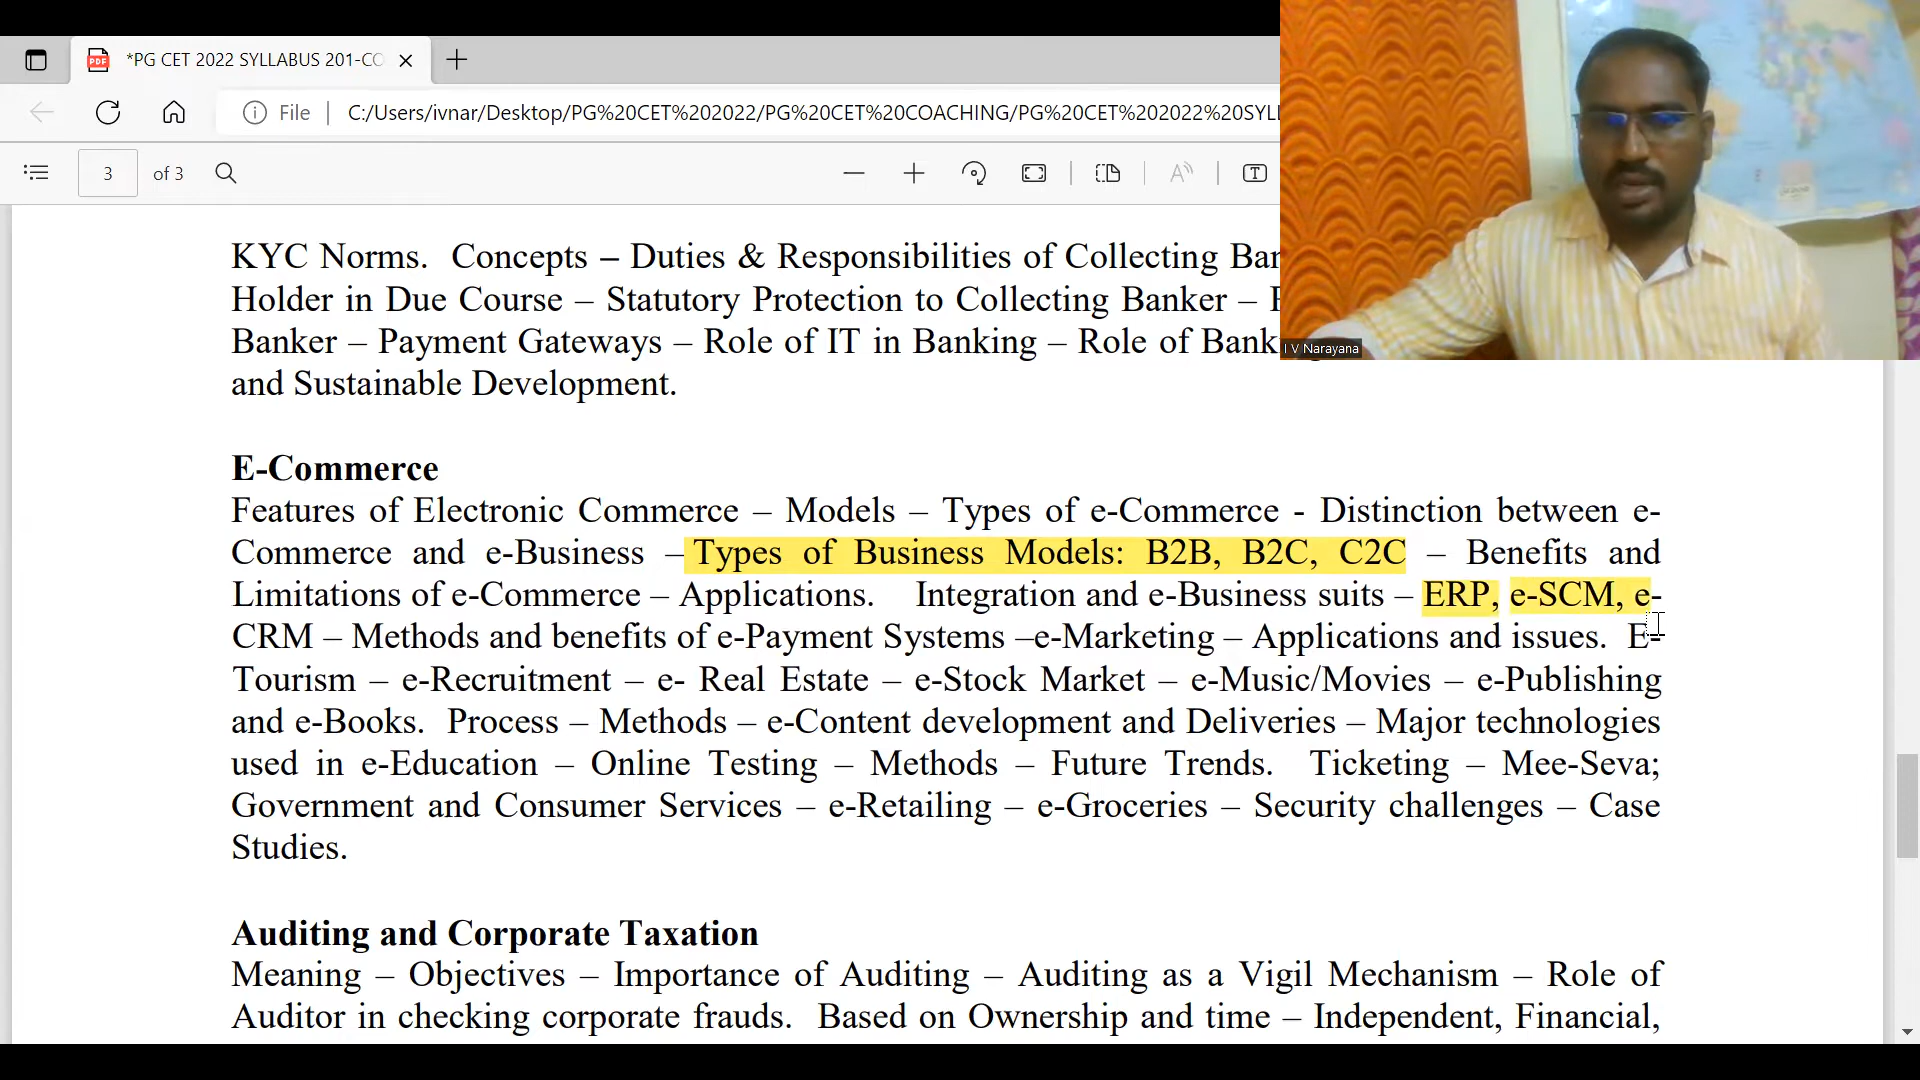 *PG CET 2022 SYLLABUS 201-CO
File
C:/Users/ivnar/Desktop/PG%20CET%202022/PG%20CET%20COACHING/PG%20CET%202022%20SYL
3 of 3
I V Narayana
KYC Norms. Concepts – Duties & Responsibilities of Collecting
Holder in Due Course – Statutory Protection to Collecting Banker –
Banker – Payment Gateways – Role of IT in Banking – Role of
and Sustainable Development.
E-Commerce
Features of Electronic Commerce – Models – Types of e-Commerce - Distinction between e-
Commerce and e-Business – Types of Business Models: B2B, B2C, C2C – Benefits and
Limitations of e-Commerce – Applications. Integration and e-Business suits – ERP, e-SCM, e-
CRM – Methods and benefits of e-Payment Systems –e-Marketing – Applications and issues. E-
Tourism – e-Recruitment – e- Real Estate – e-Stock Market – e-Music/Movies – e-Publishing
and e-Books. Process – Methods – e-Content development and Deliveries – Major technologies
used in e-Education – Online Testing – Methods – Future Trends. Ticketing – Mee-Seva;
Government and Consumer Services – e-Retailing – e-Groceries – Security challenges – Case
Studies.
Auditing and Corporate Taxation
Meaning – Objectives – Importance of Auditing – Auditing as a Vigil Mechanism – Role of
Auditor in checking corporate frauds. Based on Ownership and time – Independent, Financial,